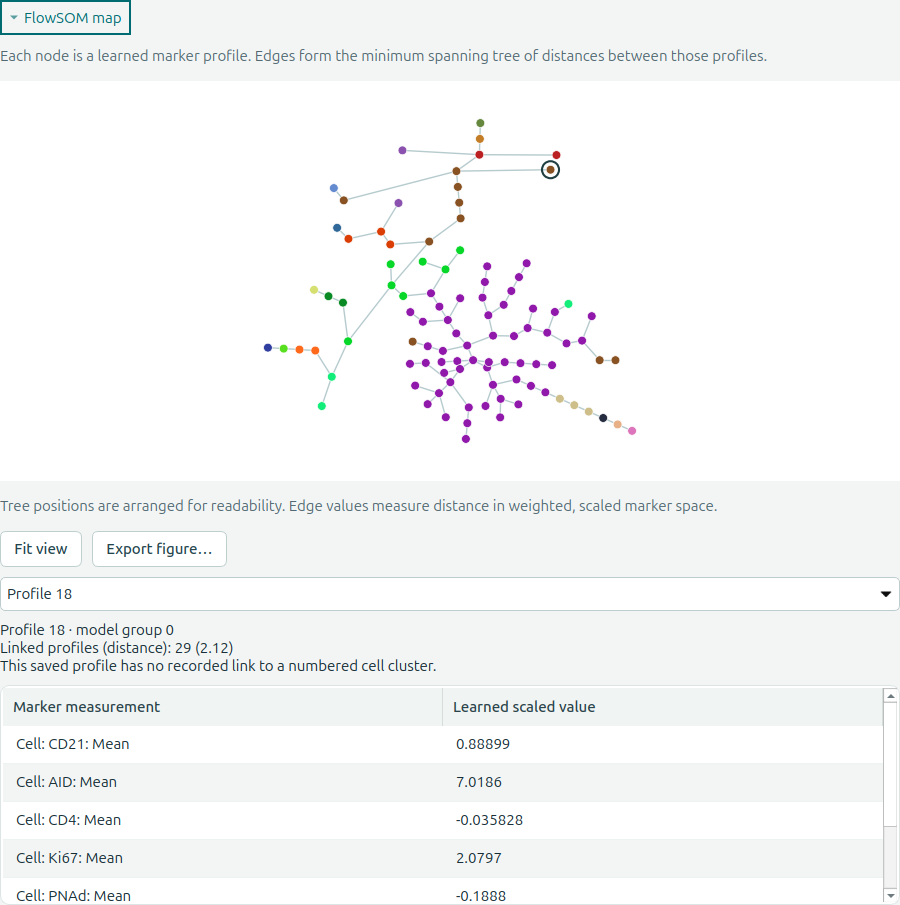 FlowSOM map
Each node is a learned marker profile. Edges form the minimum spanning tree of distances between those profiles.
Tree positions are arranged for readability. Edge values measure distance in weighted, scaled marker space.
Fit view Export figure...
Profile 18
Profile 18 · model group 0
Linked profiles (distance): 29 (2.12)
This saved profile has no recorded link to a numbered cell cluster.
Marker measurement Learned scaled value
Cell: CD21: Mean 0.88899
Cell: AID: Mean 7.0186
Cell: CD4: Mean -0.035828
Cell: Ki67: Mean 2.0797
Cell: PNAd: Mean -0.1888